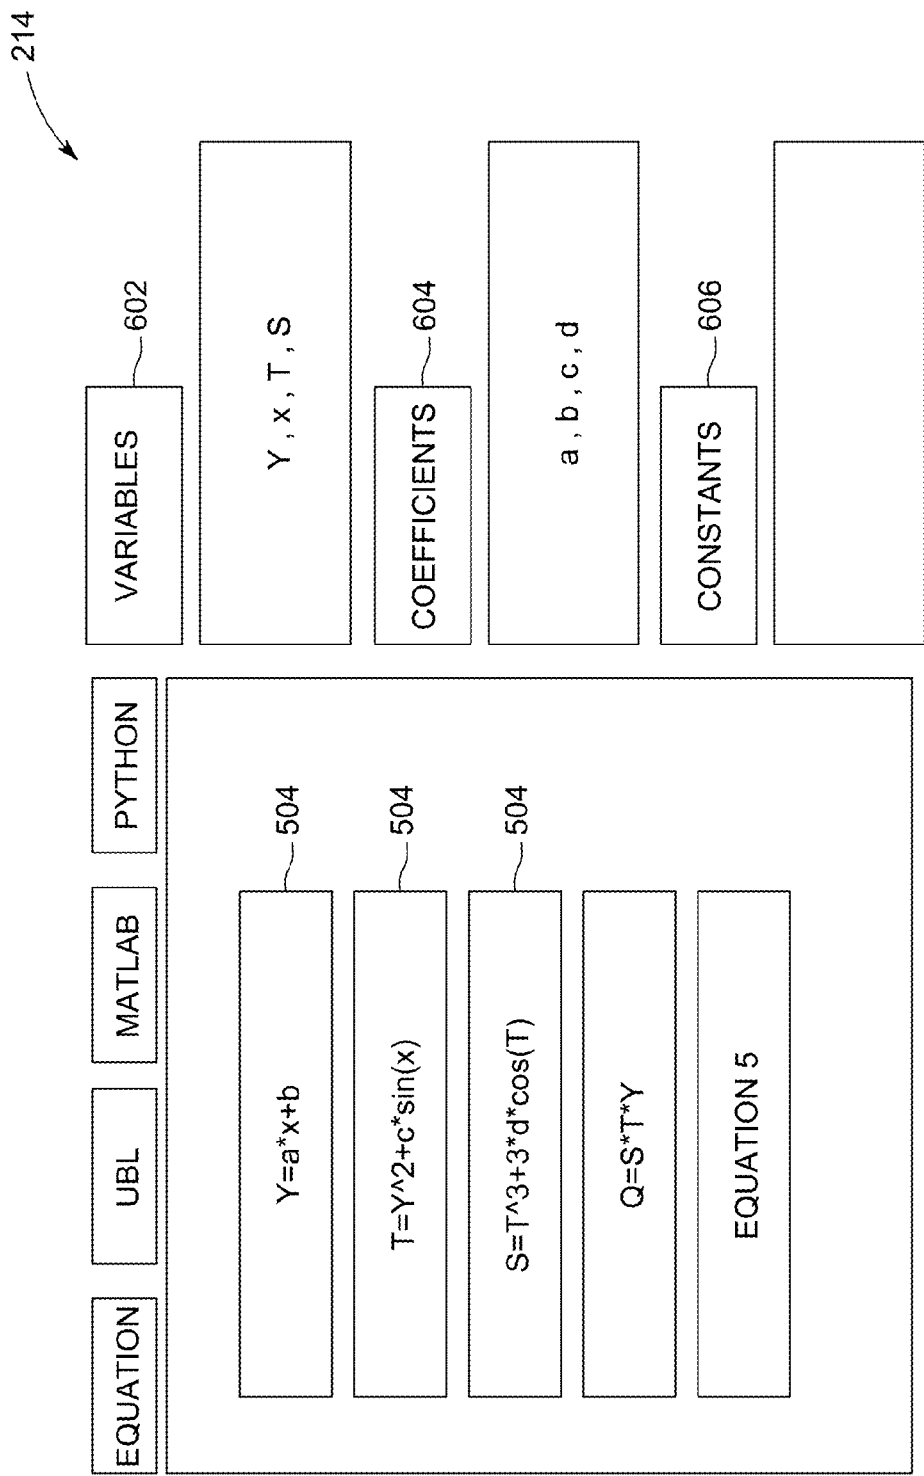 214
EQUATION
UBL
MATLAB
PYTHON
Y=a*x+b
504
T=Y^2+c*sin(x)
504
S=T^3+3*d*cos(T)
504
Q=S*T*Y
EQUATION 5
VARIABLES
602
Y , x , T , S
COEFFICIENTS
604
a , b , c , d
CONSTANTS
606